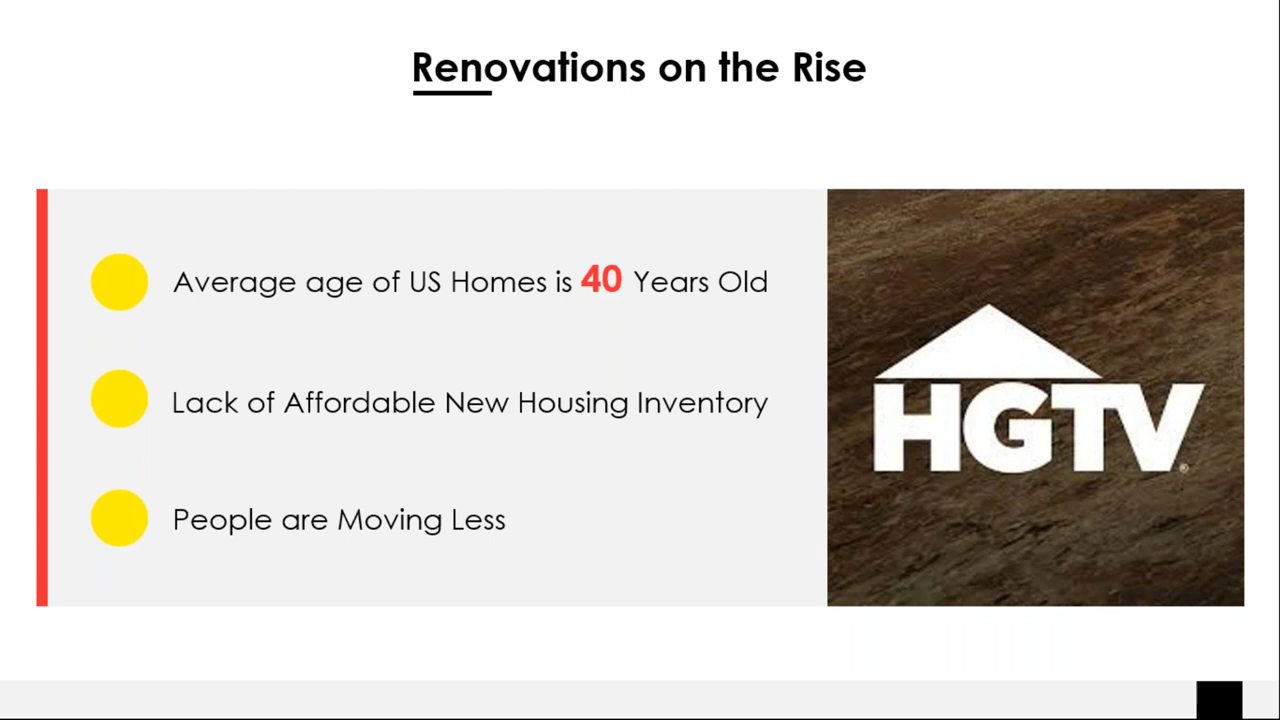 Renovations on the Rise
Average age of US Homes is 40 Years Old
Lack of Affordable New Housing Inventory
People are Moving Less
HGTV®